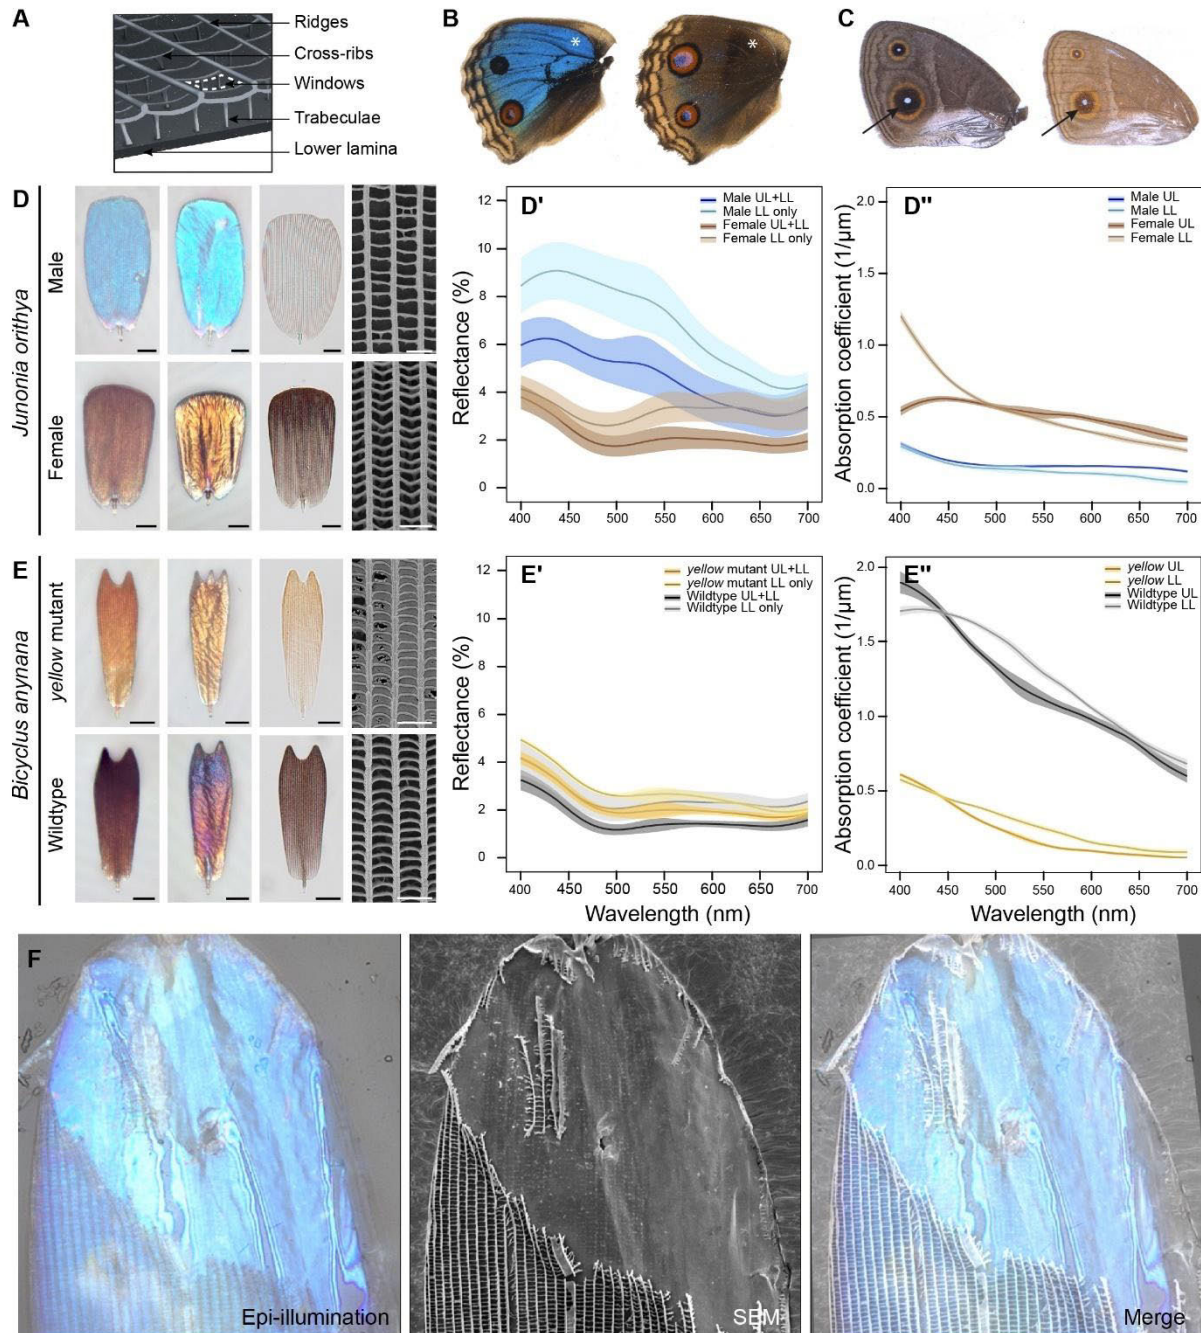 A
Ridges
Cross-ribs
Windows
Trabeculae
Lower lamina
B
*
*
C
D
Junonia orithya
Male
Female
D'
Male UL+LL
Male LL only
Female UL+LL
Female LL only
Reflectance (%)
12
10
8
6
4
2
0
400 450 500 550 600 650 700
D"
Male UL
Male LL
Female UL
Female LL
Absorption coefficient (1/µm)
2.0
1.5
1.0
0.5
0.0
400 450 500 550 600 650 700
E
Bicyclus anynana
yellow mutant
Wildtype
E'
yellow mutant UL+LL
yellow mutant LL only
Wildtype UL+LL
Wildtype LL only
Reflectance (%)
12
10
8
6
4
2
0
400 450 500 550 600 650 700
Wavelength (nm)
E"
yellow UL
yellow LL
Wildtype UL
Wildtype LL
Absorption coefficient (1/µm)
2.0
1.5
1.0
0.5
0.0
400 450 500 550 600 650 700
Wavelength (nm)
F
Epi-illumination
SEM
Merge